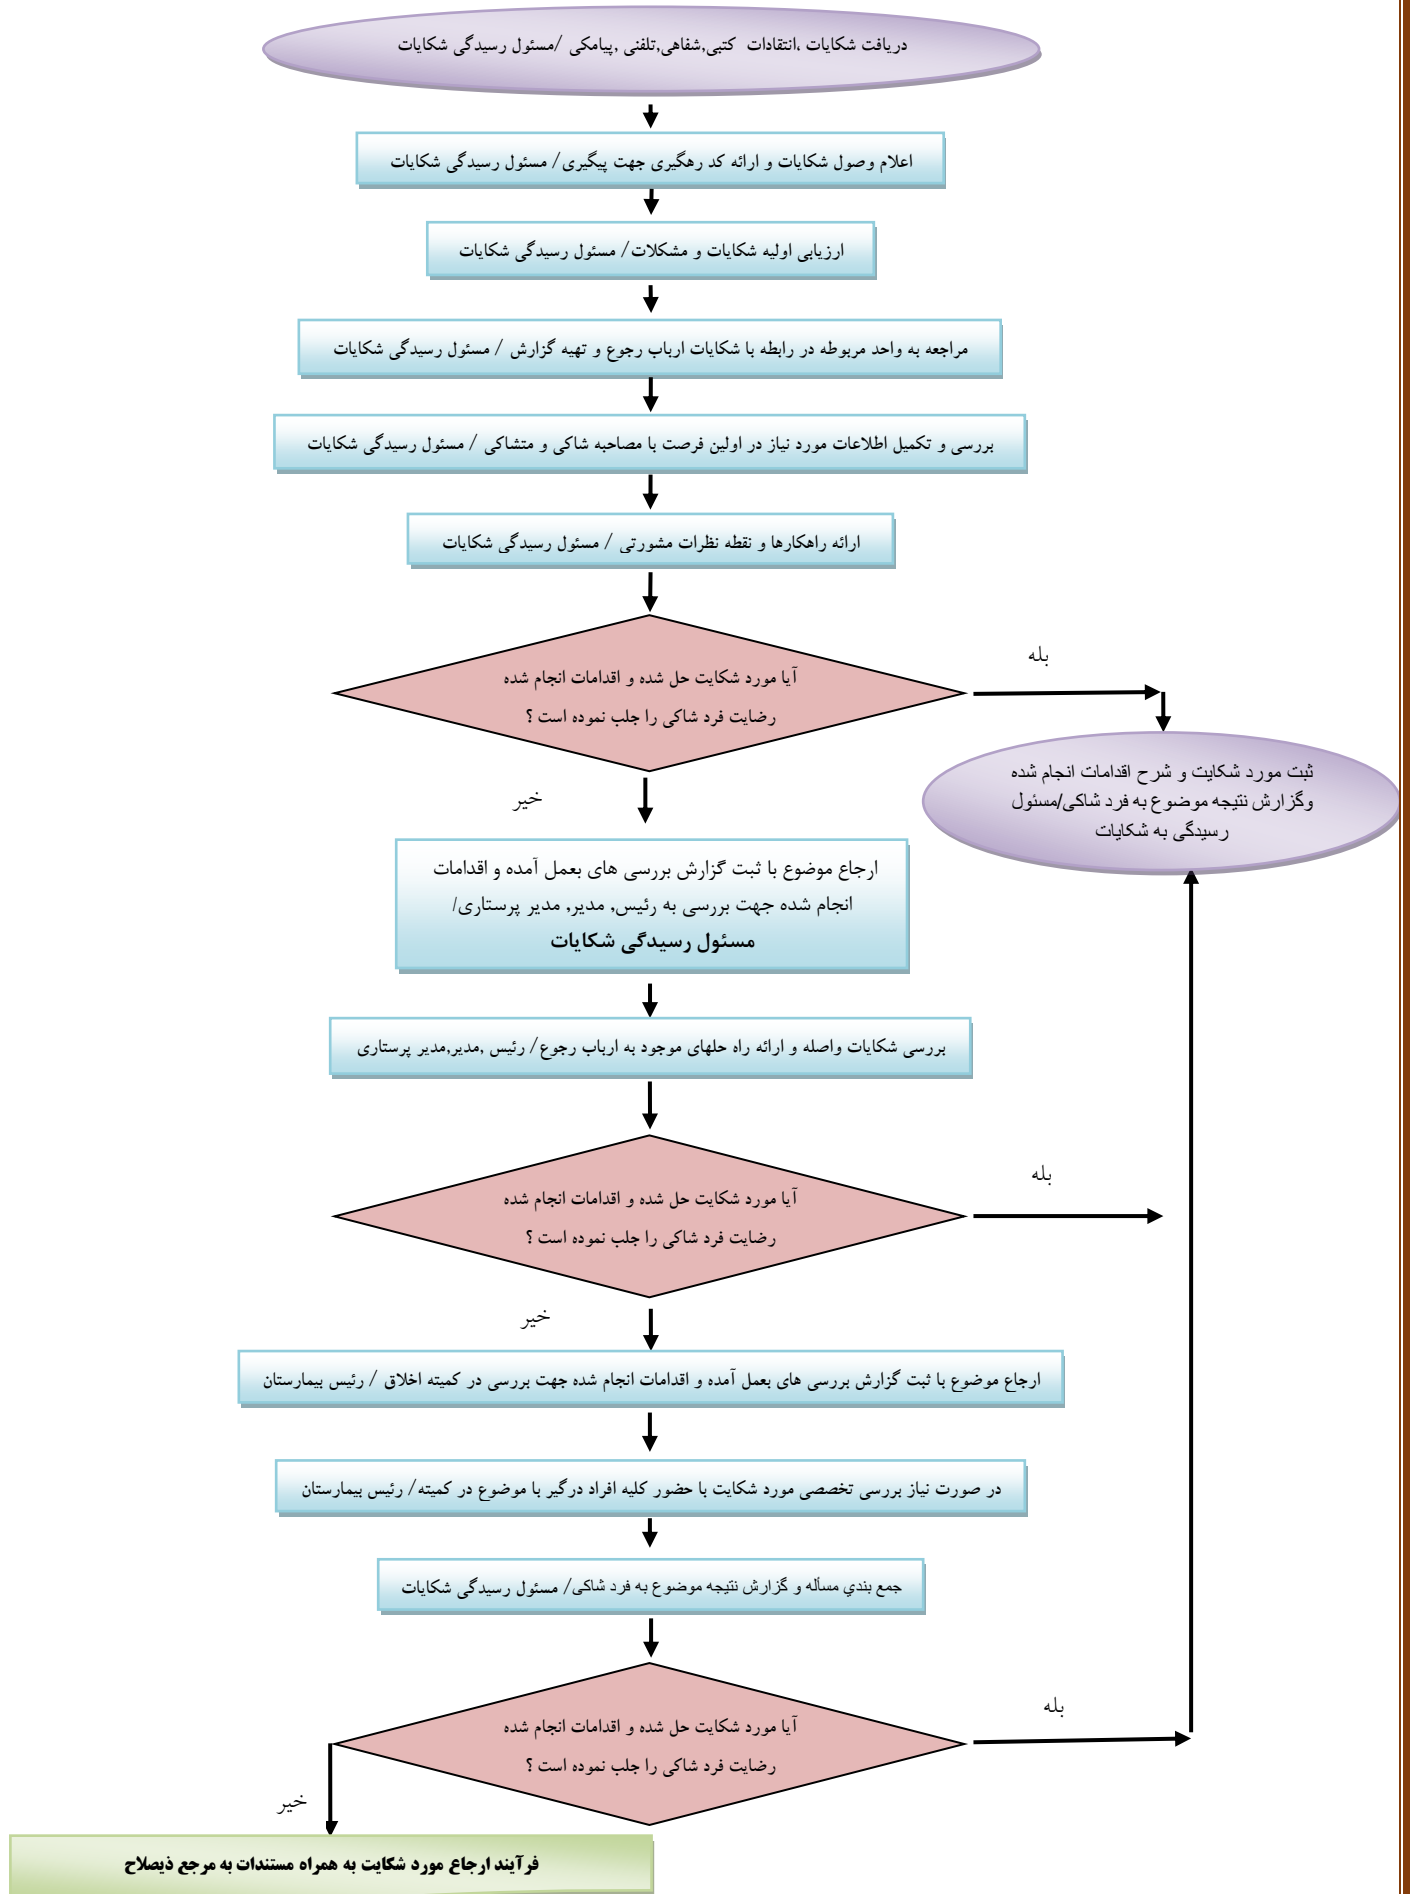 دریافت شکایات ،انتقادات کتبی,شفاهی,تلفنی ,پیامکی /مسئول رسیدگی شکایات
اعلام وصول شکایات و ارائه کد رهگیری جهت پیگیری/ مسئول رسیدگی شکایات
ارزیابی اولیه شکایات و مشکلات/ مسئول رسیدگی شکایات
مراجعه به واحد مربوطه در رابطه با شکایات ارباب رجوع و تهیه گزارش / مسئول رسیدگی شکایات
بررسی و تکمیل اطلاعات مورد نیاز در اولین فرصت با مصاحبه شاکی و متشاکی / مسئول رسیدگی شکایات
ارائه راهکارها و نقطه نظرات مشورتی / مسئول رسیدگی شکایات
آیا مورد شکایت حل شده و اقدامات انجام شده
رضایت فرد شاکی را جلب نموده است ؟
بله
ثبت مورد شکایت و شرح اقدامات انجام شده
وگزارش نتیجه موضوع به فرد شاکی/مسئول
رسیدگی به شکایات
خیر
ارجاع موضوع با ثبت گزارش بررسی های بعمل آمده و اقدامات
انجام شده جهت بررسی به رئیس, مدیر, مدیر پرستاری/
مسئول رسیدگی شکایات
بررسی شکایات واصله و ارائه راه حلهای موجود به ارباب رجوع/ رئیس ,مدیر,مدیر پرستاری
آیا مورد شکایت حل شده و اقدامات انجام شده
رضایت فرد شاکی را جلب نموده است ؟
بله
خیر
ارجاع موضوع با ثبت گزارش بررسی های بعمل آمده و اقدامات انجام شده جهت بررسی در کمیته اخلاق / رئیس بیمارستان
در صورت نیاز بررسی تخصصی مورد شکایت با حضور کلیه افراد درگیر با موضوع در کمیته/ رئیس بیمارستان
جمع بندي مسأله و گزارش نتیجه موضوع به فرد شاکی/ مسئول رسیدگی شکایات
آیا مورد شکایت حل شده و اقدامات انجام شده
رضایت فرد شاکی را جلب نموده است ؟
بله
خیر
فرآیند ارجاع مورد شکایت به همراه مستندات به مرجع ذیصلاح